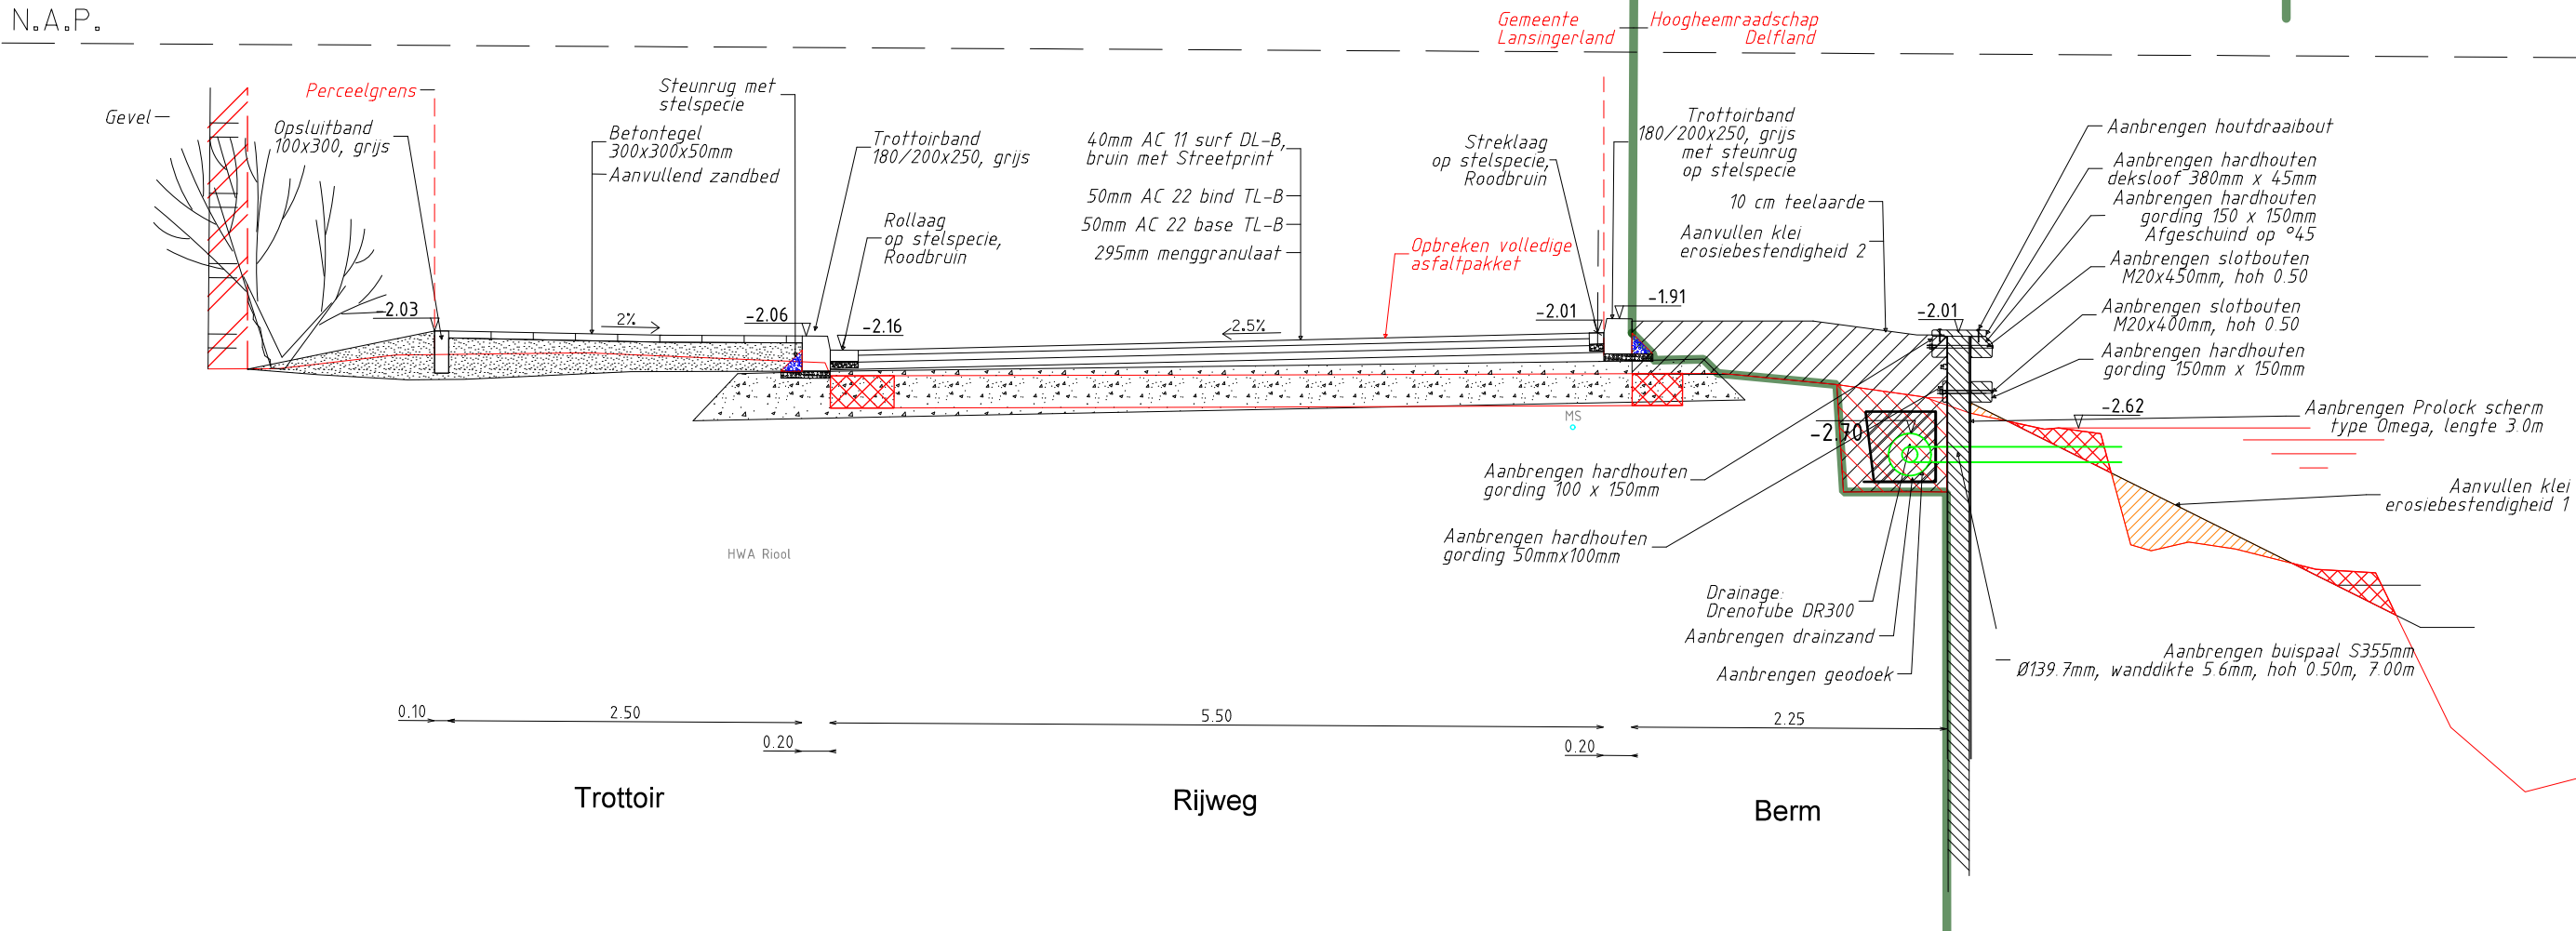 N.A.P.
Gemeente
Lansingerland
Hoogheemraadschap
Delfland
Gevel
Perceelgrens
Opsluitband
100x300, grijs
Steunrug met
stelspecie
Betontegel
300x300x50mm
Aanvullend zandbed
Trottoirband
180/200x250, grijs
Rollaag
op stelspecie,
Roodbruin
40mm AC 11 surf DL-B,
bruin met Streetprint
50mm AC 22 bind TL-B
50mm AC 22 base TL-B
295mm menggranulaat
Opbreken volledige
asfaltpakket
Streklaag
op stelspecie,
Roodbruin
Trottoirband
180/200x250, grijs
met steunrug
op stelspecie
10 cm teelaarde
Aanvullen klei
erosiebestendigheid 2
Aanbrengen houtdraaibout
Aanbrengen hardhouten
deksloof 380mm x 45mm
Aanbrengen hardhouten
gording 150 x 150mm
Afgeschuind op °45
Aanbrengen slotbouten
M20x450mm, hoh 0.50
Aanbrengen slotbouten
M20x400mm, hoh 0.50
Aanbrengen hardhouten
gording 150mm x 150mm
Aanbrengen Prolock scherm
type Omega, lengte 3.0m
Aanvullen klei
erosiebestendigheid 1
-2.03
2%
-2.06
-2.16
2.5%
-2.01
-1.91
-2.01
-2.62
-2.70
MS
HWA Riool
Aanbrengen hardhouten
gording 100 x 150mm
Aanbrengen hardhouten
gording 50mmx100mm
Drainage:
Drenotube DR300
Aanbrengen drainzand
Aanbrengen geodoek
Aanbrengen buispaal S355mm
Ø139.7mm, wanddikte 5.6mm, hoh 0.50m, 7.00m
0.10
2.50
0.20
5.50
0.20
2.25
Trottoir
Rijweg
Berm